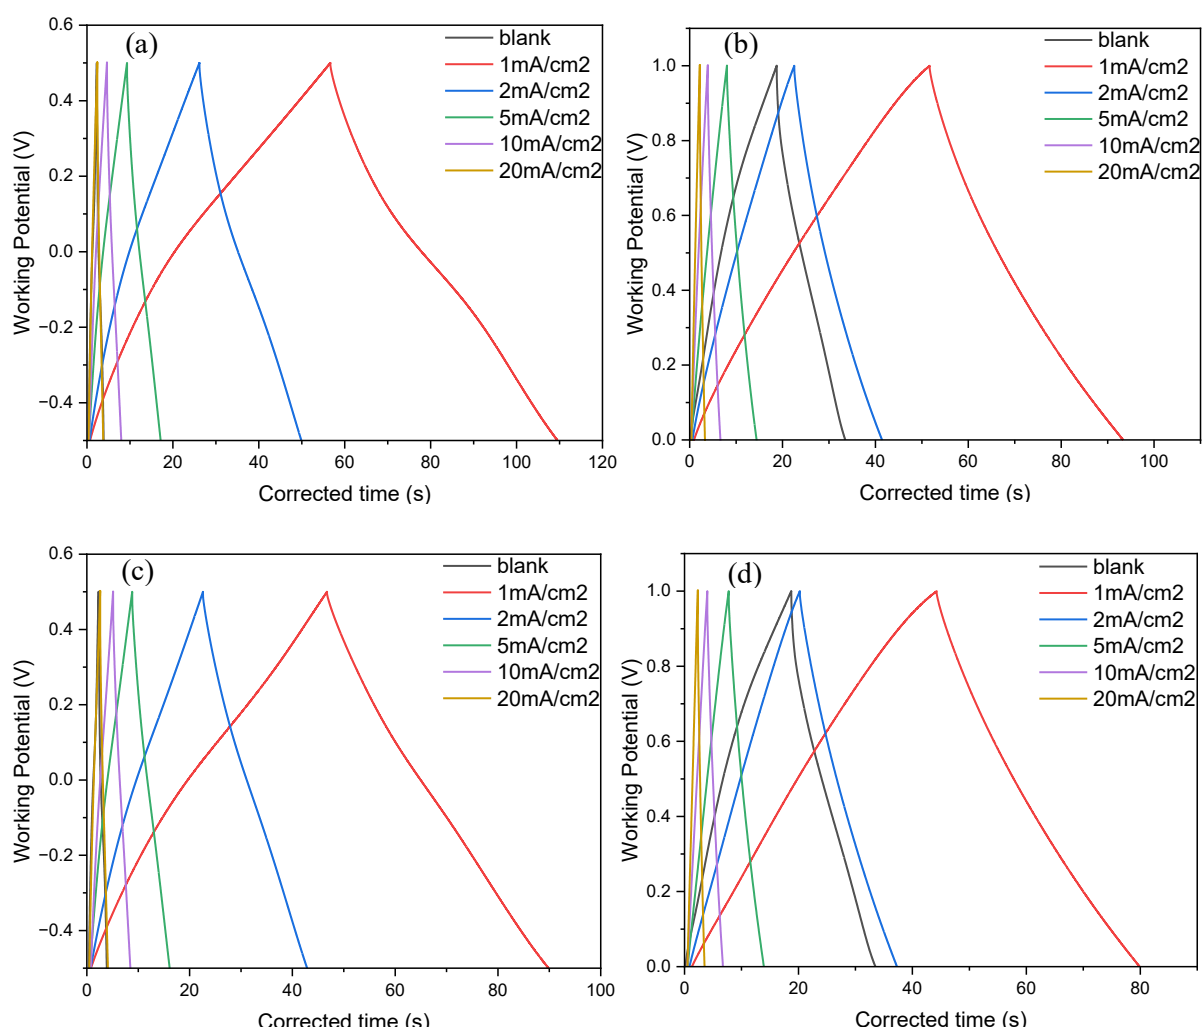 (a)
blank
1mA/cm2
2mA/cm2
5mA/cm2
10mA/cm2
20mA/cm2
0.6
0.4
0.2
0.0
−0.2
−0.4
Working Potential (V)
0 20 40 60 80 100 120
Corrected time (s)
(b)
blank
1mA/cm2
2mA/cm2
5mA/cm2
10mA/cm2
20mA/cm2
1.0
0.8
0.6
0.4
0.2
0.0
Working Potential (V)
0 20 40 60 80 100
Corrected time (s)
(c)
blank
1mA/cm2
2mA/cm2
5mA/cm2
10mA/cm2
20mA/cm2
0.6
0.4
0.2
0.0
−0.2
−0.4
Working Potential (V)
0 20 40 60 80 100
Corrected time (s)
(d)
blank
1mA/cm2
2mA/cm2
5mA/cm2
10mA/cm2
20mA/cm2
1.0
0.8
0.6
0.4
0.2
0.0
Working Potential (V)
0 20 40 60 80
Corrected time (s)